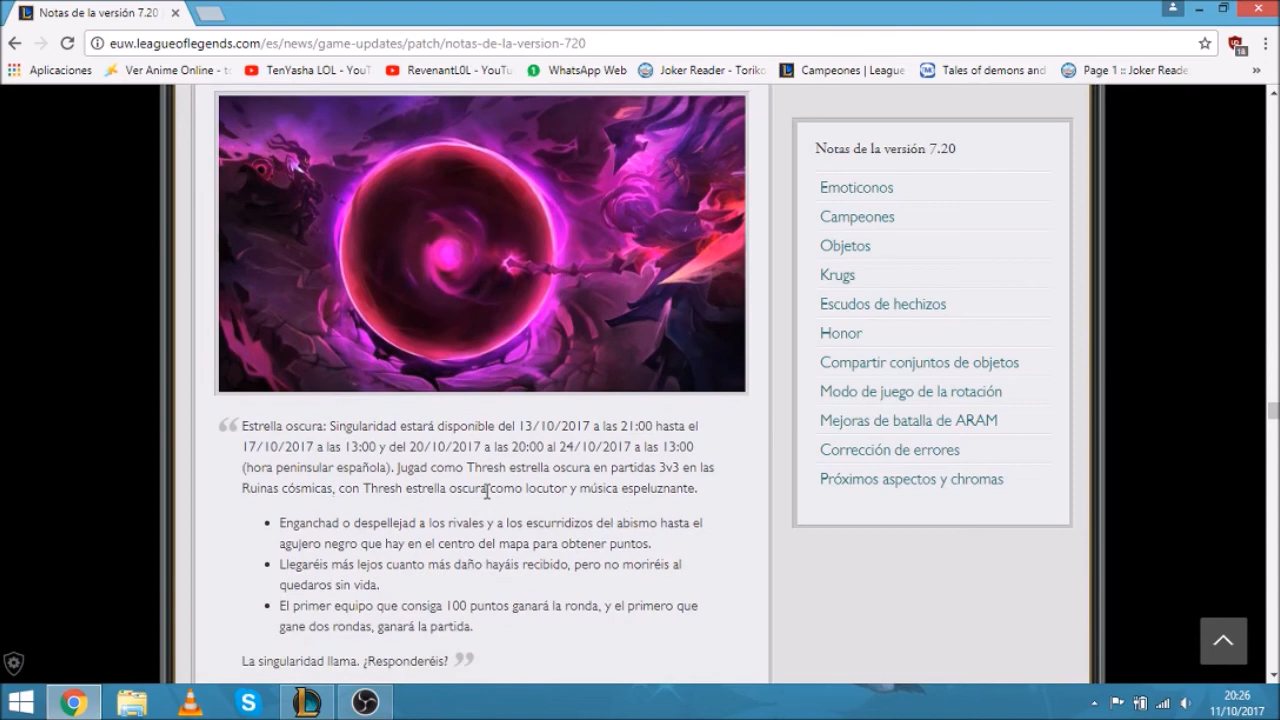 Notas de la versión 7.20
euw.leagueoflegends.com/es/news/game-updates/patch/notas-de-la-version-720
Aplicaciones
Ver Anime Online - to
TenYasha LOL - YouT
RevenantL0L - YouTu
WhatsApp Web
Joker Reader - Toriko
Campeones | League
Tales of demons and
Page 1 :: Joker Reade
»
Notas de la versión 7.20
Emoticonos
Campeones
Objetos
Krugs
Escudos de hechizos
Honor
Compartir conjuntos de objetos
Modo de juego de la rotación
Mejoras de batalla de ARAM
Corrección de errores
Próximos aspectos y chromas
“ Estrella oscura: Singularidad estará disponible del 13/10/2017 a las 21:00 hasta el
17/10/2017 a las 13:00 y del 20/10/2017 a las 20:00 al 24/10/2017 a las 13:00
(hora peninsular española). Jugad como Thresh estrella oscura en partidas 3v3 en las
Ruinas cósmicas, con Thresh estrella oscura como locutor y música espeluznante.
• Enganchad o despellejad a los rivales y a los escurridizos del abismo hasta el
agujero negro que hay en el centro del mapa para obtener puntos.
• Llegaréis más lejos cuanto más daño hayáis recibido, pero no moriréis al
quedaros sin vida.
• El primer equipo que consiga 100 puntos ganará la ronda, y el primero que
gane dos rondas, ganará la partida.
La singularidad llama. ¿Responderéis? ”
20:26
11/10/2017